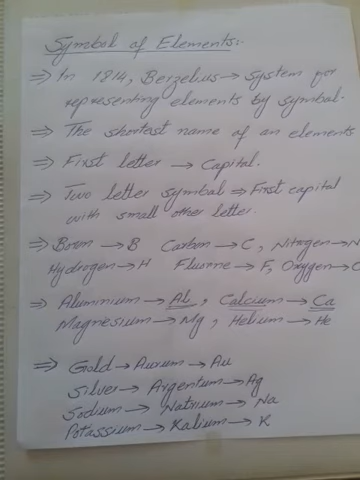 Symbol of Elements:-
⇒ In 1814, Berzelius → System for
representing elements by symbol.
⇒ The shortest name of an elements
⇒ First letter → Capital.
⇒ Two letter symbol ⇒ First capital
with small other letter.
⇒ Boron → B Carbon → C, Nitrogen → N
Hydrogen → H Fluorine → F, Oxygen → O
⇒ Aluminium → Al, Calcium → Ca
Magnesium → Mg, Helium → He
⇒ Gold → Aurum → Au
Silver → Argentum → Ag
Sodium → Natrium → Na
Potassium → Kalium → K